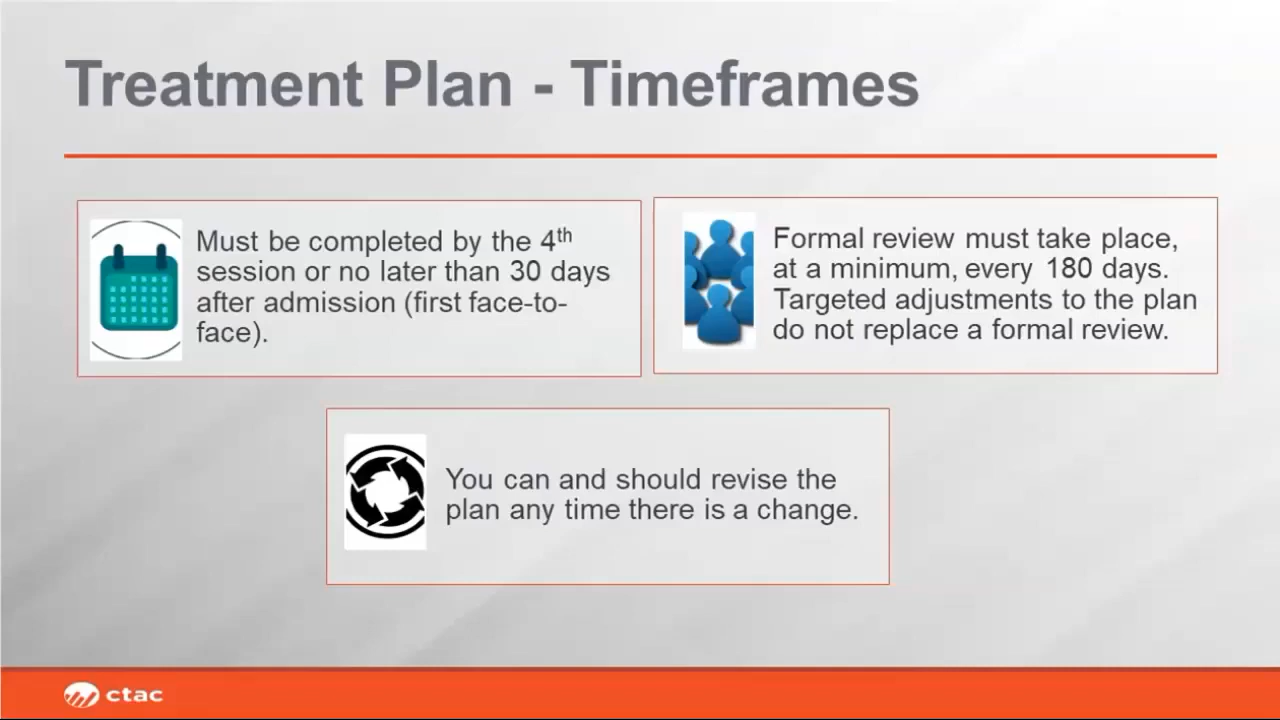 Treatment Plan - Timeframes
Must be completed by the 4th
session or no later than 30 days
after admission (first face-to-
face).
Formal review must take place,
at a minimum, every 180 days.
Targeted adjustments to the plan
do not replace a formal review.
You can and should revise the
plan any time there is a change.
ctac